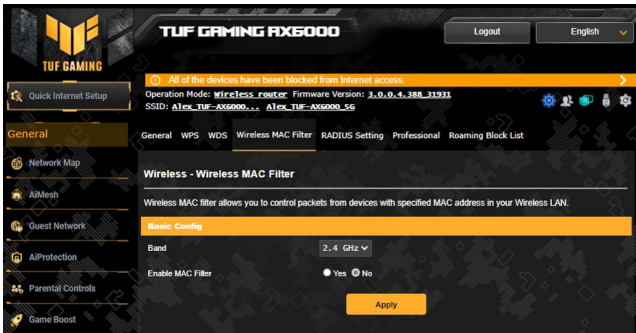 TUF GAMING AX6000
Logout
English
TUF GAMING
All of the devices have been blocked from Internet access.
Quick Internet Setup
Operation Mode: Wireless router Firmware Version: 3.0.0.4.388_31931
SSID: Alex_TUF-AX6000... Alex_TUF-AX6000_5G
General
General WPS WDS Wireless MAC Filter RADIUS Setting Professional Roaming Block List
Network Map
Wireless - Wireless MAC Filter
AiMesh
Wireless MAC filter allows you to control packets from devices with specified MAC address in your Wireless LAN.
Guest Network
Basic Config
Band 2.4 GHz
AiProtection
Enable MAC Filter Yes No
Parental Controls
Apply
Game Boost